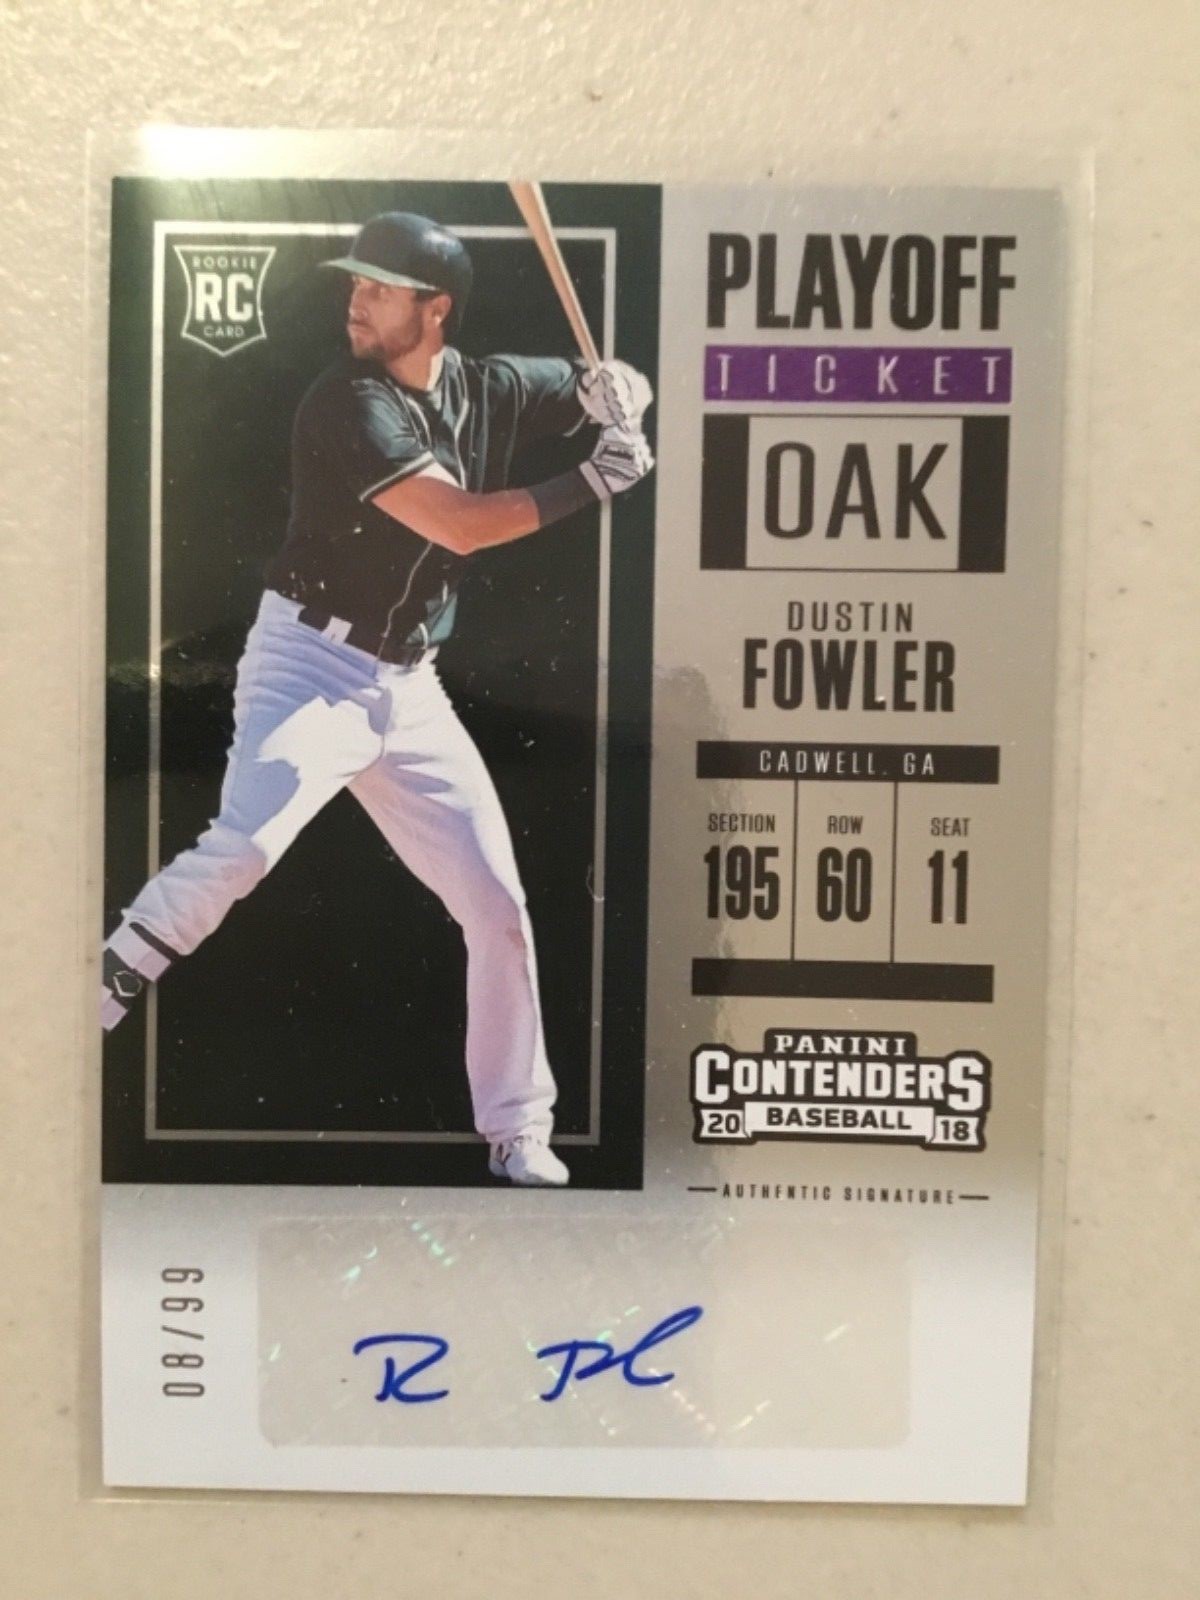 ROOKIE
RC
CARD
PLAYOFF
TICKET
OAK
DUSTIN
FOWLER
CADWELL, GA
SECTION ROW SEAT
195 60 11
PANINI
CONTENDERS
20 BASEBALL 18
AUTHENTIC SIGNATURE
08/99